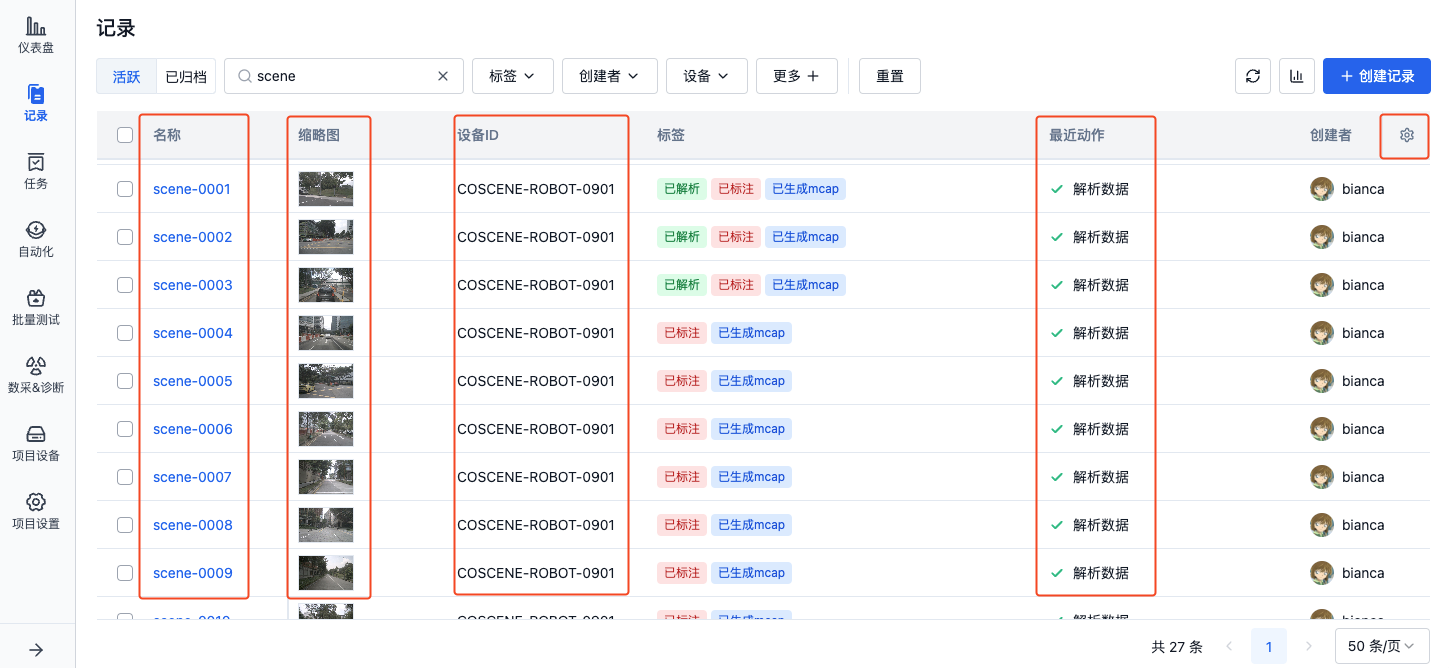 仪表盘
记录
任务
自动化
批量测试
数采&诊断
项目设备
项目设置
记录
活跃 已归档 scene 标签 创建者 设备 更多 重置 创建记录
名称 缩略图 设备ID 标签 最近动作 创建者
scene-0001 COSCENE-ROBOT-0901 已解析 已标注 已生成mcap 解析数据 bianca
scene-0002 COSCENE-ROBOT-0901 已解析 已标注 已生成mcap 解析数据 bianca
scene-0003 COSCENE-ROBOT-0901 已解析 已标注 已生成mcap 解析数据 bianca
scene-0004 COSCENE-ROBOT-0901 已标注 已生成mcap 解析数据 bianca
scene-0005 COSCENE-ROBOT-0901 已标注 已生成mcap 解析数据 bianca
scene-0006 COSCENE-ROBOT-0901 已标注 已生成mcap 解析数据 bianca
scene-0007 COSCENE-ROBOT-0901 已标注 已生成mcap 解析数据 bianca
scene-0008 COSCENE-ROBOT-0901 已标注 已生成mcap 解析数据 bianca
scene-0009 COSCENE-ROBOT-0901 已标注 已生成mcap 解析数据 bianca
共 27 条 1 50 条/页